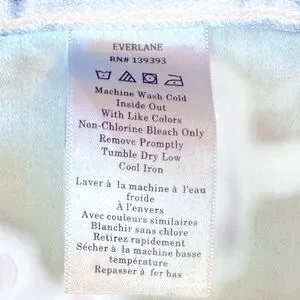 EVERLANE
RN# 139393
Machine Wash Cold
Inside Out
With Like Colors
Non-Chlorine Bleach Only
Remove Promptly
Tumble Dry Low
Cool Iron
Laver à la machine à l'eau
froide
À l'envers
Avec couleurs similaires
Blanchir sans chlore
Retirez rapidement
Sécher à la machine basse
température
Repasser à fer bas